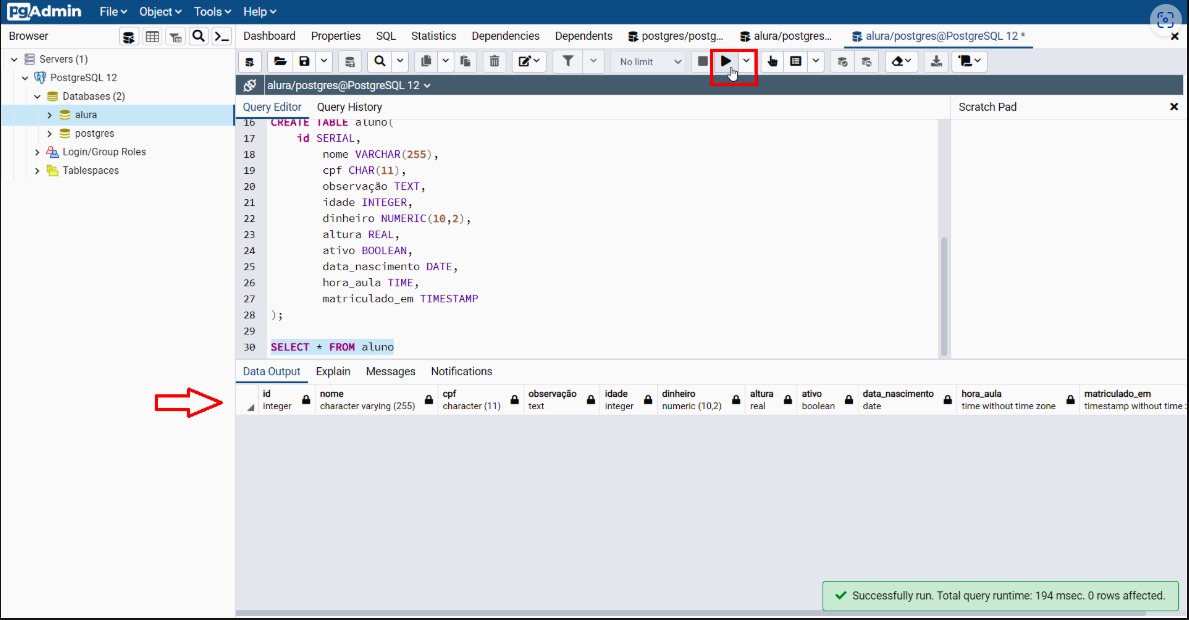 pgAdmin File Object Tools Help
Browser
Dashboard Properties SQL Statistics Dependencies Dependents postgres/postg... alura/postgres... alura/postgres@PostgreSQL 12 *
Servers (1)
PostgreSQL 12
Databases (2)
alura
postgres
Login/Group Roles
Tablespaces
No limit
alura/postgres@PostgreSQL 12
Query Editor Query History
Scratch Pad
16 CREATE TABLE aluno(
17 id SERIAL,
18 nome VARCHAR(255),
19 cpf CHAR(11),
20 observação TEXT,
21 idade INTEGER,
22 dinheiro NUMERIC(10,2),
23 altura REAL,
24 ativo BOOLEAN,
25 data_nascimento DATE,
26 hora_aula TIME,
27 matriculado_em TIMESTAMP
28 );
29
30 SELECT * FROM aluno
Data Output Explain Messages Notifications
id nome cpf observação idade dinheiro altura ativo data_nascimento hora_aula matriculado_em
integer character varying (255) character (11) text integer numeric (10,2) real boolean date time without time zone timestamp without time
Successfully run. Total query runtime: 194 msec. 0 rows affected.